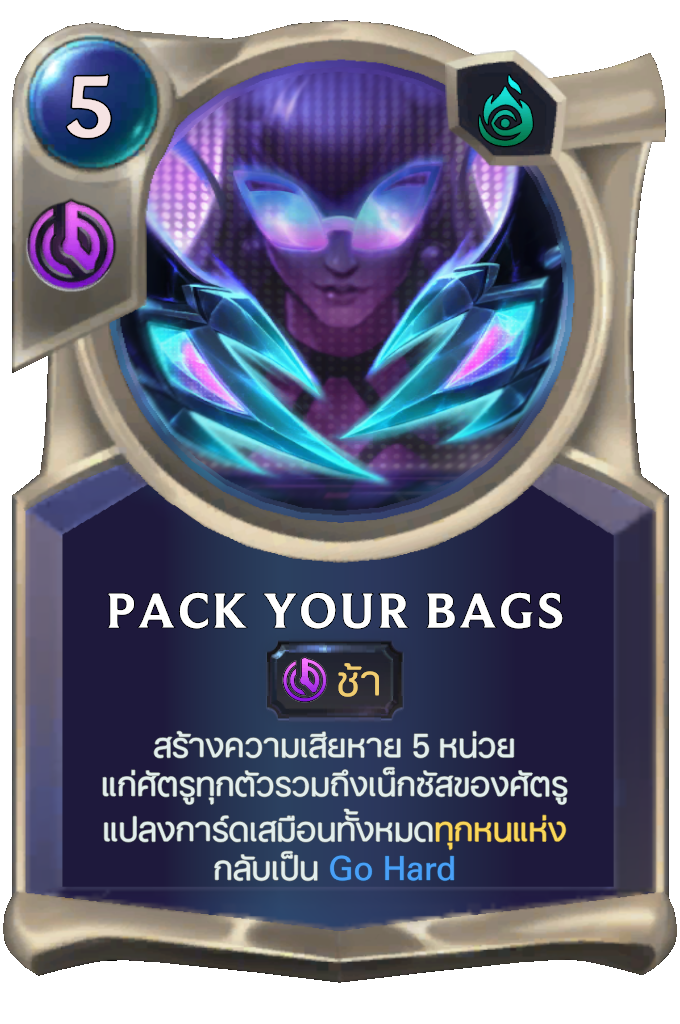 5
PACK YOUR BAGS
ช้า
สร้างความเสียหาย 5 หน่วย
แก่ศัตรูทุกตัวรวมถึงเน็กซัสของศัตรู
แปลงการ์ดเสมือนทั้งหมดทุกหนแห่ง
กลับเป็น Go Hard